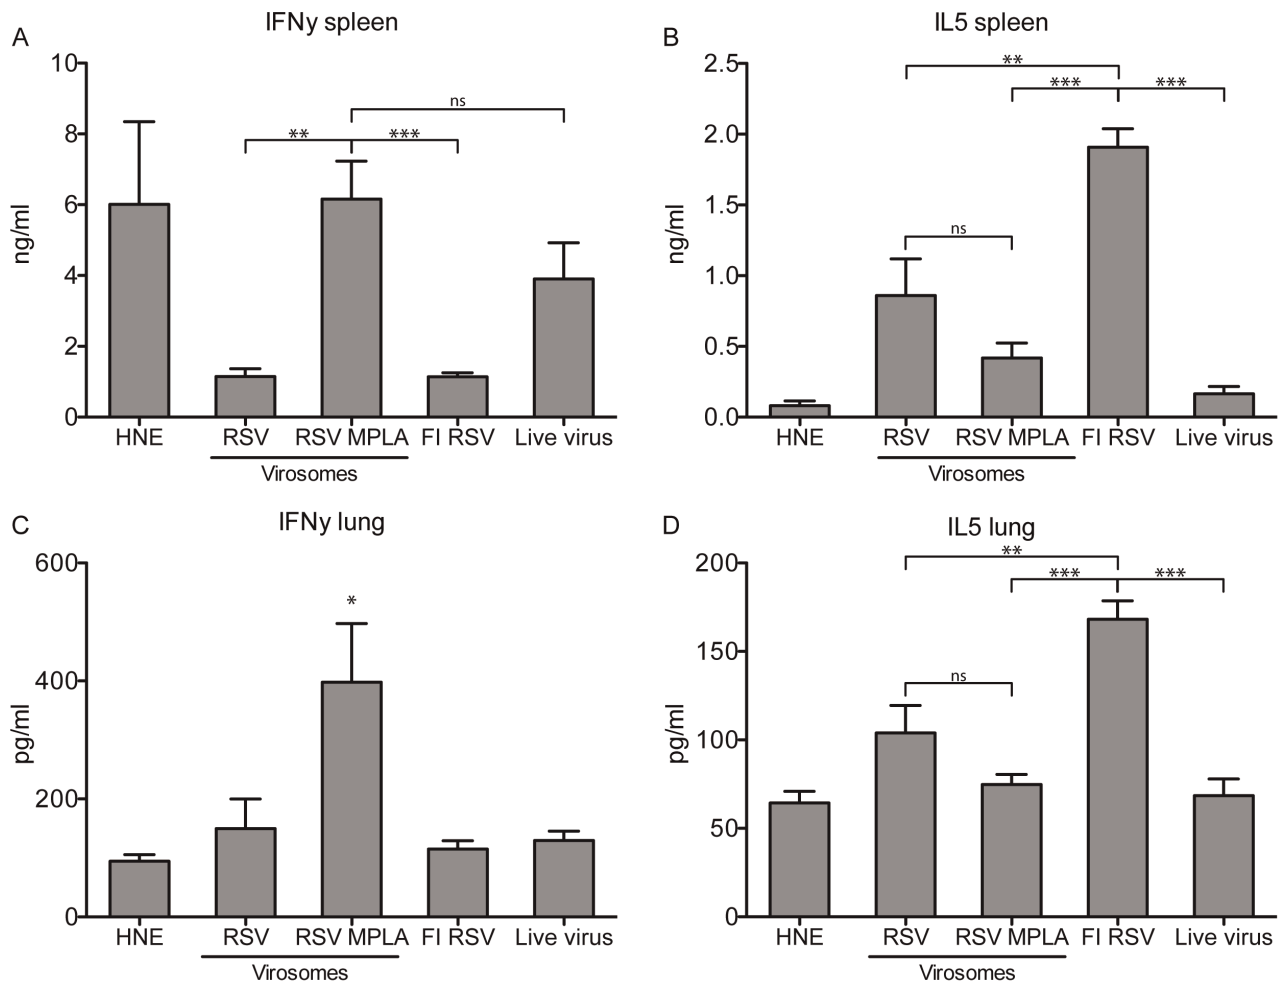 A
IFNy spleen
ng/ml
10
8
6
4
2
0
ns
** ***
HNE RSV RSV MPLA FI RSV Live virus
Virosomes
B
IL5 spleen
ng/ml
2.5
2.0
1.5
1.0
0.5
0.0
**
*** ***
ns
HNE RSV RSV MPLA FI RSV Live virus
Virosomes
C
IFNy lung
pg/ml
600
400
200
0
*
HNE RSV RSV MPLA FI RSV Live virus
Virosomes
D
IL5 lung
pg/ml
200
150
100
50
0
**
*** ***
ns
HNE RSV RSV MPLA FI RSV Live virus
Virosomes